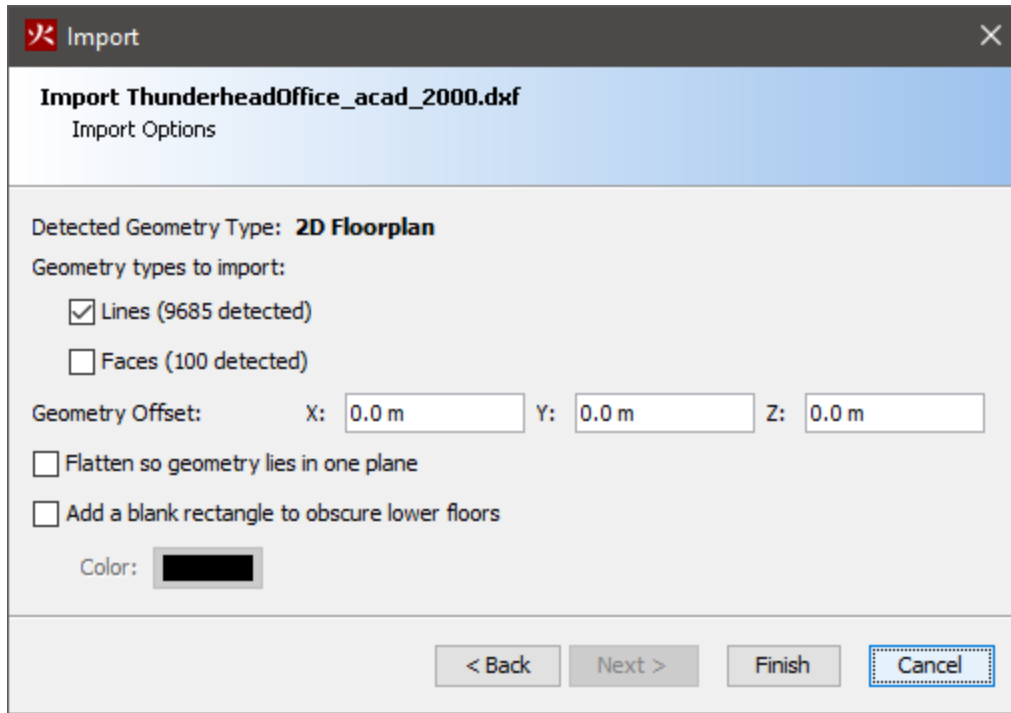 火 Import
Import ThunderheadOffice_acad_2000.dxf
Import Options
Detected Geometry Type: 2D Floorplan
Geometry types to import:
Lines (9685 detected)
Faces (100 detected)
Geometry Offset: X: 0.0 m Y: 0.0 m Z: 0.0 m
Flatten so geometry lies in one plane
Add a blank rectangle to obscure lower floors
Color:
< Back Next > Finish Cancel